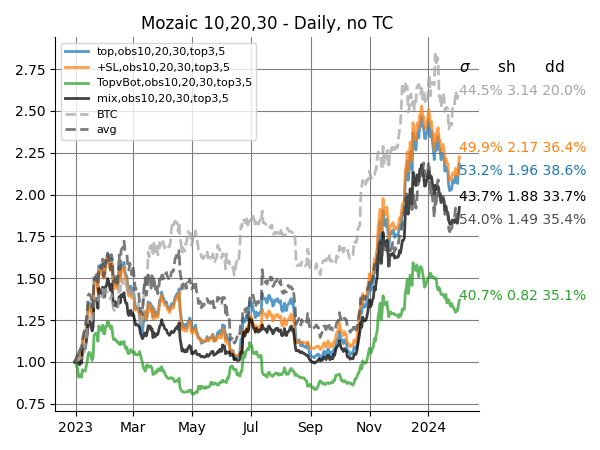 Mozaic 10,20,30 - Daily, no TC
top,obs10,20,30,top3,5
+SL,obs10,20,30,top3,5
TopvBot,obs10,20,30,top3,5
mix,obs10,20,30,top3,5
BTC
avg
σ sh dd
44.5% 3.14 20.0%
49.9% 2.17 36.4%
53.2% 1.96 38.6%
43.7% 1.88 33.7%
54.0% 1.49 35.4%
40.7% 0.82 35.1%
2.75
2.50
2.25
2.00
1.75
1.50
1.25
1.00
0.75
2023 Mar May Jul Sep Nov 2024